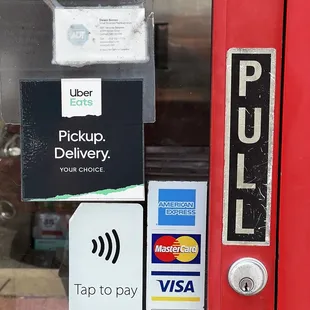 Uber
Eats
Pickup.
Delivery.
YOUR CHOICE.
Tap to pay
AMERICAN
EXPRESS
MasterCard
VISA
PULL